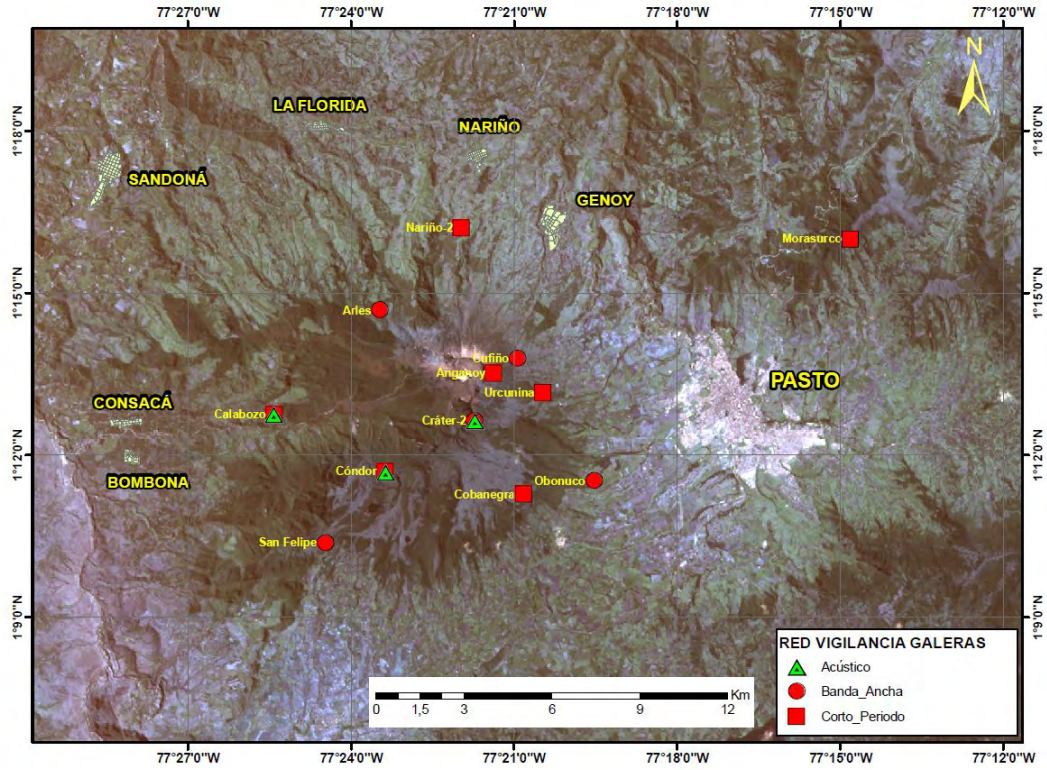 77°27'0"W 77°24'0"W 77°21'0"W 77°18'0"W 77°15'0"W 77°12'0"W
N
LA FLORIDA
1°18'0"N 1°18'0"N
NARIÑO
SANDONÁ
GENOY
Nariño-2
Morasurco
1°15'0"N 1°15'0"N
Arles
Cufiño
Anganoy
PASTO
Urcunina
CONSACÁ
Calabozo
Cráter-2
1°12'0"N 1°12'0"N
Cóndor
BOMBONA
Obonuco
Cobanegra
San Felipe
1°9'0"N 1°9'0"N
RED VIGILANCIA GALERAS
Acústico
Banda_Ancha
Corto_Periodo
Km
0 1,5 3 6 9 12
77°27'0"W 77°24'0"W 77°21'0"W 77°18'0"W 77°15'0"W 77°12'0"W